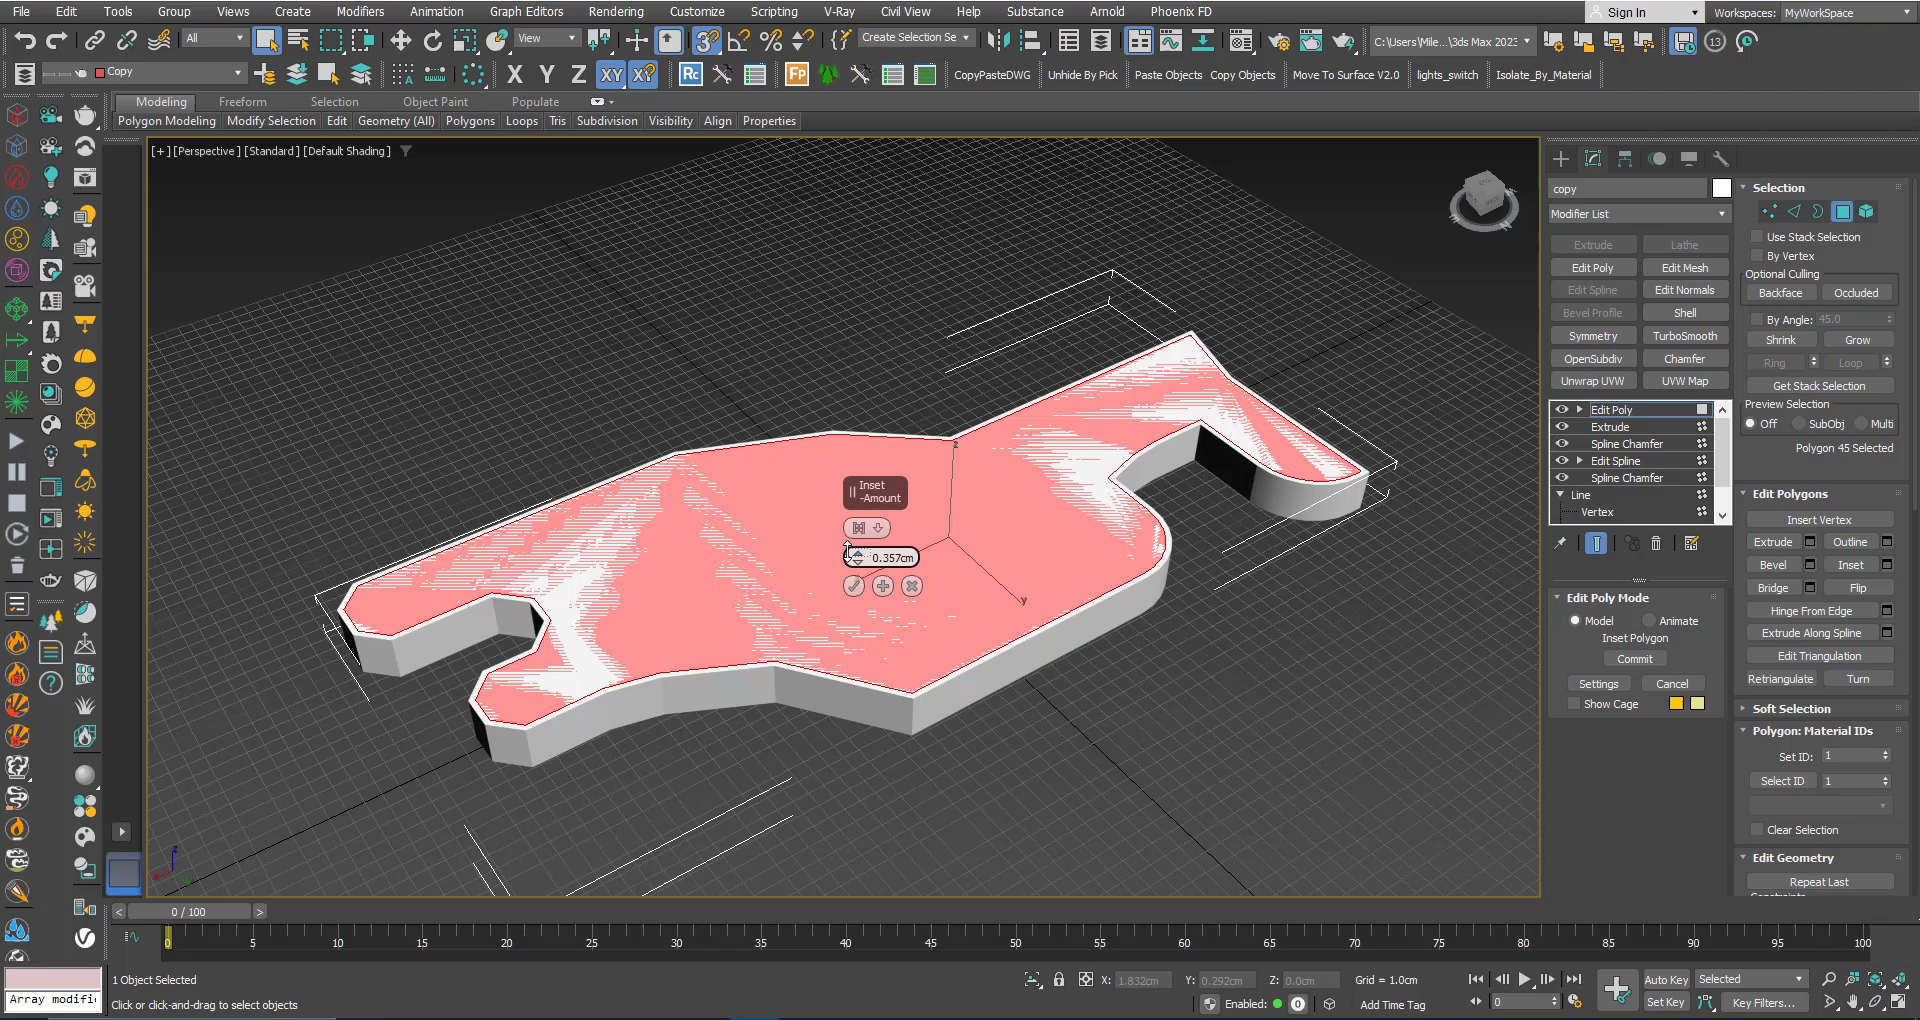 File Edit Tools Group Views Create Modifiers Animation Graph Editors Rendering Customize Scripting V-Ray Civil View Help Substance Arnold Phoenix FD Sign In Workspaces: MyWorkSpace
All View Create Selection Se C:\Users\Mile...\3ds Max 2023 13
Copy X Y Z XY XY Rc Fp CopyPasteDWG Unhide By Pick Paste Objects Copy Objects Move To Surface V2.0 lights_switch Isolate_By_Material
Modeling Freeform Selection Object Paint Populate
Polygon Modeling Modify Selection Edit Geometry (All) Polygons Loops Tris Subdivision Visibility Align Properties
[+] [Perspective] [Standard] [Default Shading]
Inset
-Amount
0.357cm
z
y
copy
Modifier List
Extrude Lathe
Edit Poly Edit Mesh
Edit Spline Edit Normals
Bevel Profile Shell
Symmetry TurboSmooth
OpenSubdiv Chamfer
Unwrap UVW UVW Map
Edit Poly
Extrude
Spline Chamfer
Edit Spline
Spline Chamfer
Line
Vertex
Edit Poly Mode
Model Animate
Inset Polygon
Commit
Settings Cancel
Show Cage
Selection
Use Stack Selection
By Vertex
Optional Culling
Backface Occluded
By Angle: 45.0
Shrink Grow
Ring Loop
Get Stack Selection
Preview Selection
Off SubObj Multi
Polygon 45 Selected
Edit Polygons
Insert Vertex
Extrude Outline
Bevel Inset
Bridge Flip
Hinge From Edge
Extrude Along Spline
Edit Triangulation
Retriangulate Turn
Soft Selection
Polygon: Material IDs
Set ID: 1
Select ID 1
Clear Selection
Edit Geometry
Repeat Last
Constraints
< 0 / 100 >
0 5 10 15 20 25 30 35 40 45 50 55 60 65 70 75 80 85 90 95 100
1 Object Selected X: 1.832cm Y: 0.292cm Z: 0.0cm Grid = 1.0cm Auto Key Selected
Array modifi Click or click-and-drag to select objects Enabled: 0 Add Time Tag 0 Set Key Key Filters...